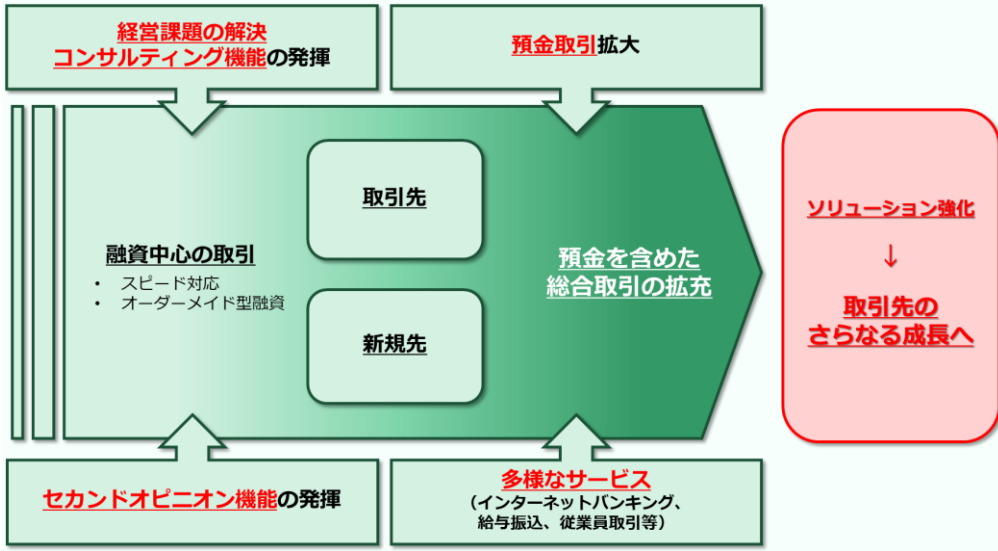 経営課題の解決
コンサルティング機能の発揮
預金取引拡大
融資中心の取引
・ スピード対応
・ オーダーメイド型融資
取引先
新規先
預金を含めた
総合取引の拡充
ソリューション強化
↓
取引先の
さらなる成長へ
セカンドオピニオン機能の発揮
多様なサービス
（インターネットバンキング、
給与振込、従業員取引等）